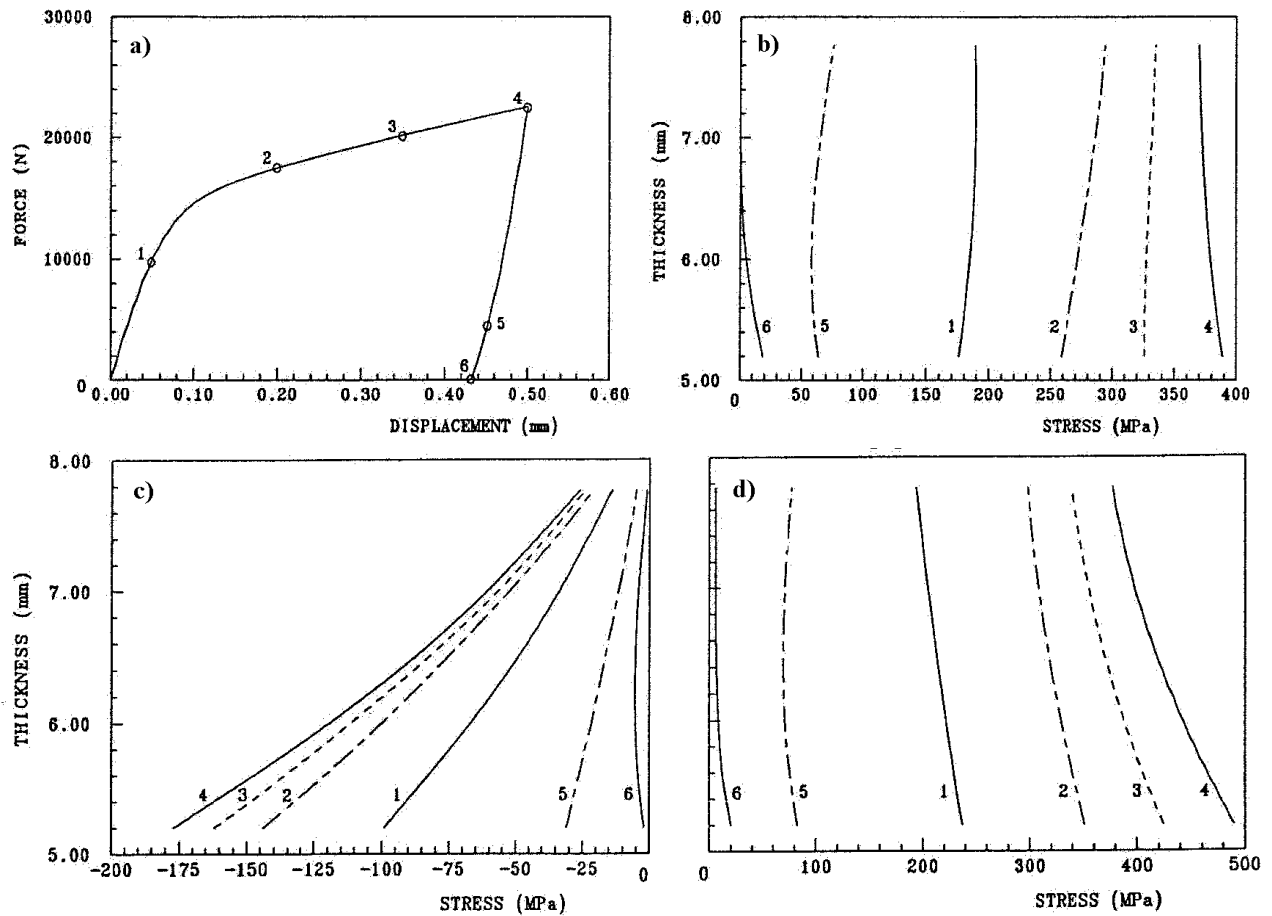 a)
30000
20000
10000
0
FORCE (N)
1
2
3
4
5
6
0.00 0.10 0.20 0.30 0.40 0.50 0.60
DISPLACEMENT (mm)
b)
8.00
7.00
6.00
5.00
THICKNESS (mm)
6 5 1 2 3 4
0 50 100 150 200 250 300 350 400
STRESS (MPa)
c)
8.00
7.00
6.00
5.00
THICKNESS (mm)
4 3 2 1 5 6
-200 -175 -150 -125 -100 -75 -50 -25 0
STRESS (MPa)
d)
6 5 1 2 3 4
0 100 200 300 400 500
STRESS (MPa)